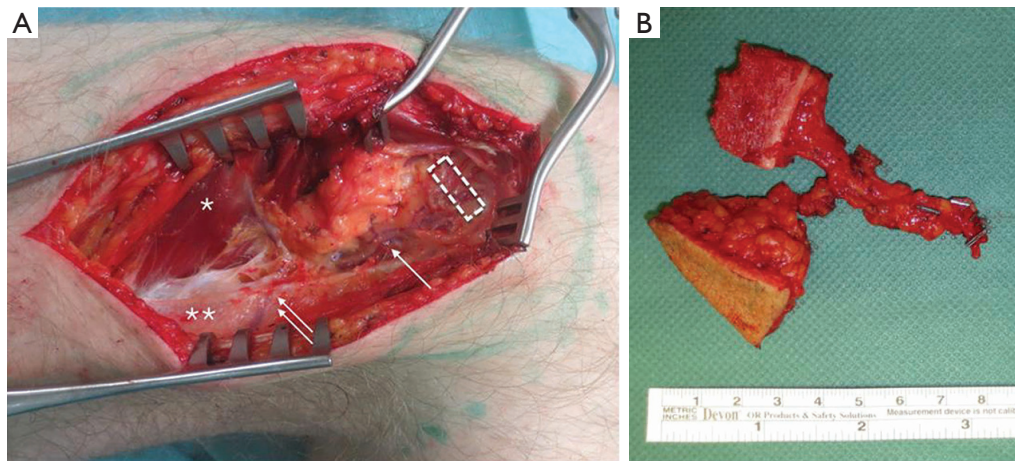 A
B
*
**
1 2 3 4 5 6 7 8
METRIC
INCHES
Devon OR Products & Safety Solutions Measurement device is not cali
1 2 3